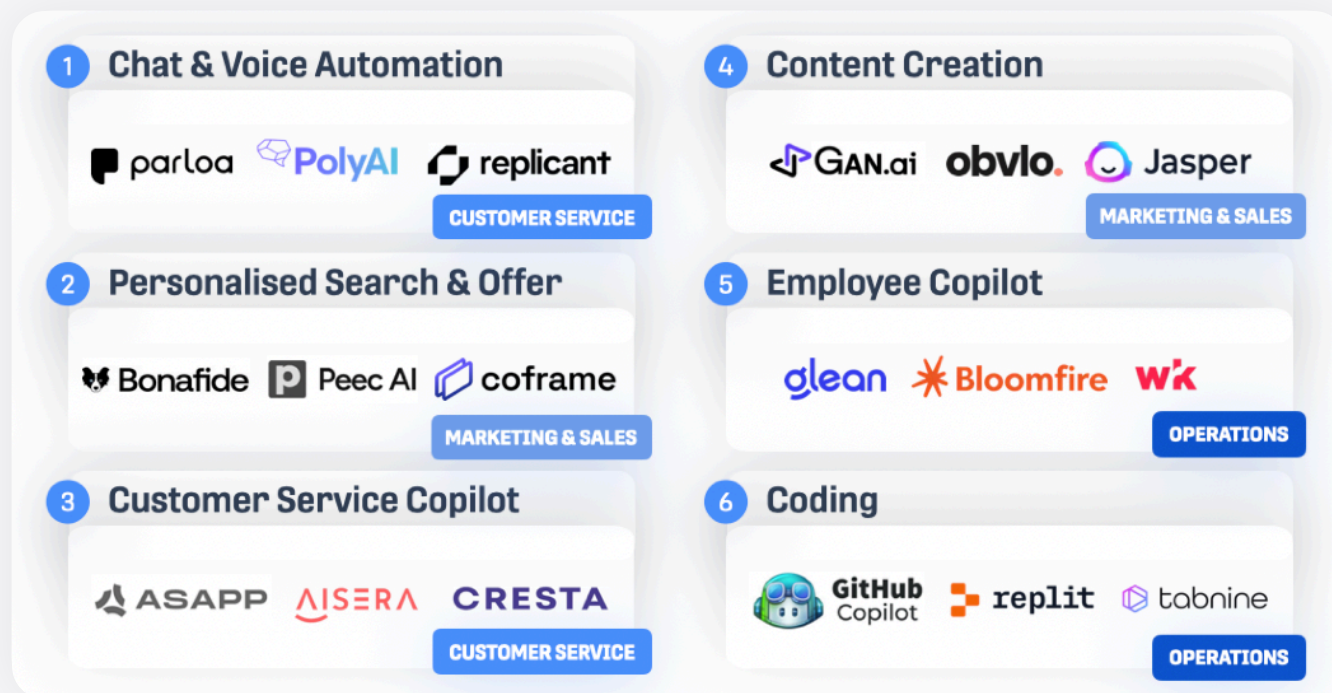 1 Chat & Voice Automation
parloa PolyAI replicant
CUSTOMER SERVICE
2 Personalised Search & Offer
Bonafide Peec AI coframe
MARKETING & SALES
3 Customer Service Copilot
ASAPP AISERA CRESTA
CUSTOMER SERVICE
4 Content Creation
GAN.ai obvlo. Jasper
MARKETING & SALES
5 Employee Copilot
glean Bloomfire wk
OPERATIONS
6 Coding
GitHub Copilot replit tabnine
OPERATIONS